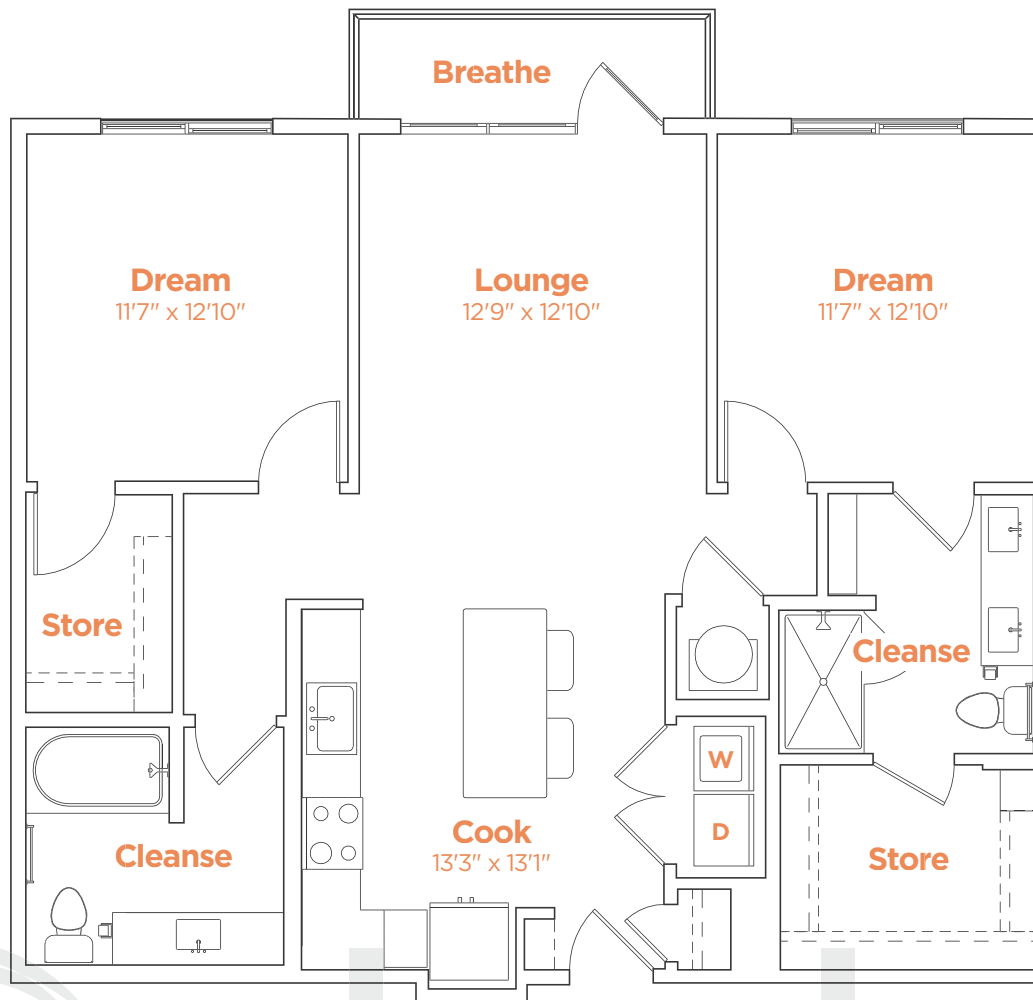 Breathe
Dream
11'7" x 12'10"
Lounge
12'9" x 12'10"
Dream
11'7" x 12'10"
Store
Cleanse
W
D
Cook
13'3" x 13'1"
Cleanse
Store